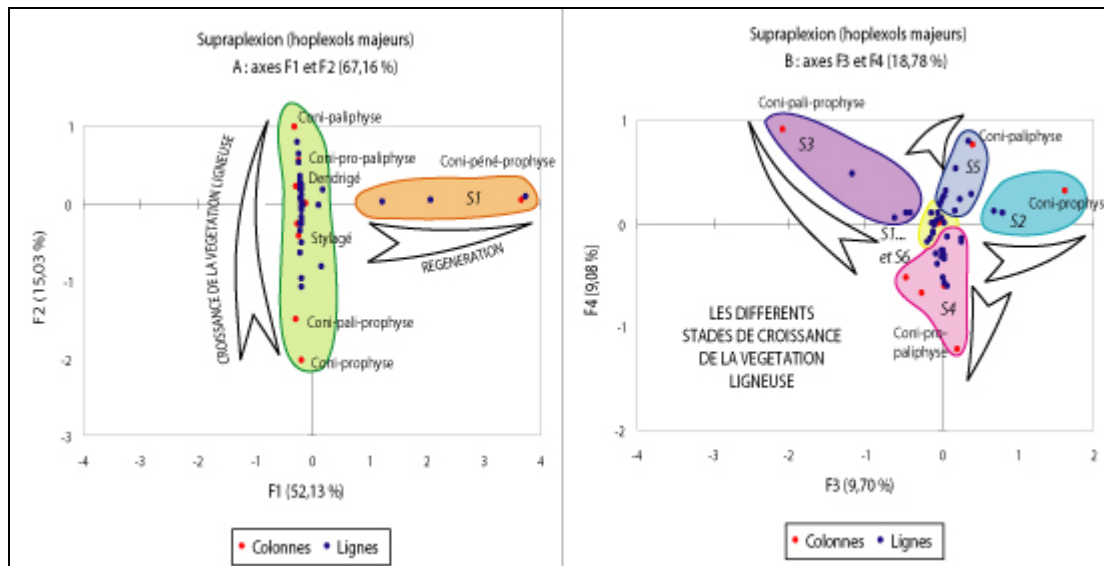 Supraplexion (hoplexols majeurs)
A : axes F1 et F2 (67,16 %)
Coni-paliphyse
Coni-pro-paliphyse
Dendrigé
Stylagé
Coni-pali-prophyse
Coni-prophyse
Coni-péné-prophyse
S1
REGENERATION
CROISSANCE DE LA VEGETATION LIGNEUSE
F2 (15,03 %)
1
0
-1
-2
-3
-4 -3 -2 -1 0 1 2 3 4
F1 (52,13 %)
Colonnes Lignes
Supraplexion (hoplexols majeurs)
B : axes F3 et F4 (18,78 %)
Coni-pali-prophyse
S3
Coni-paliphyse
S5
Coni-prophyse
S2
S1...
et S6
S4
Coni-pro-
paliphyse
LES DIFFERENTS
STADES DE CROISSANCE
DE LA VEGETATION
LIGNEUSE
F4 (9,08 %)
1
0
-1
-2
-4 -3 -2 -1 0 1 2
F3 (9,70 %)
Colonnes Lignes